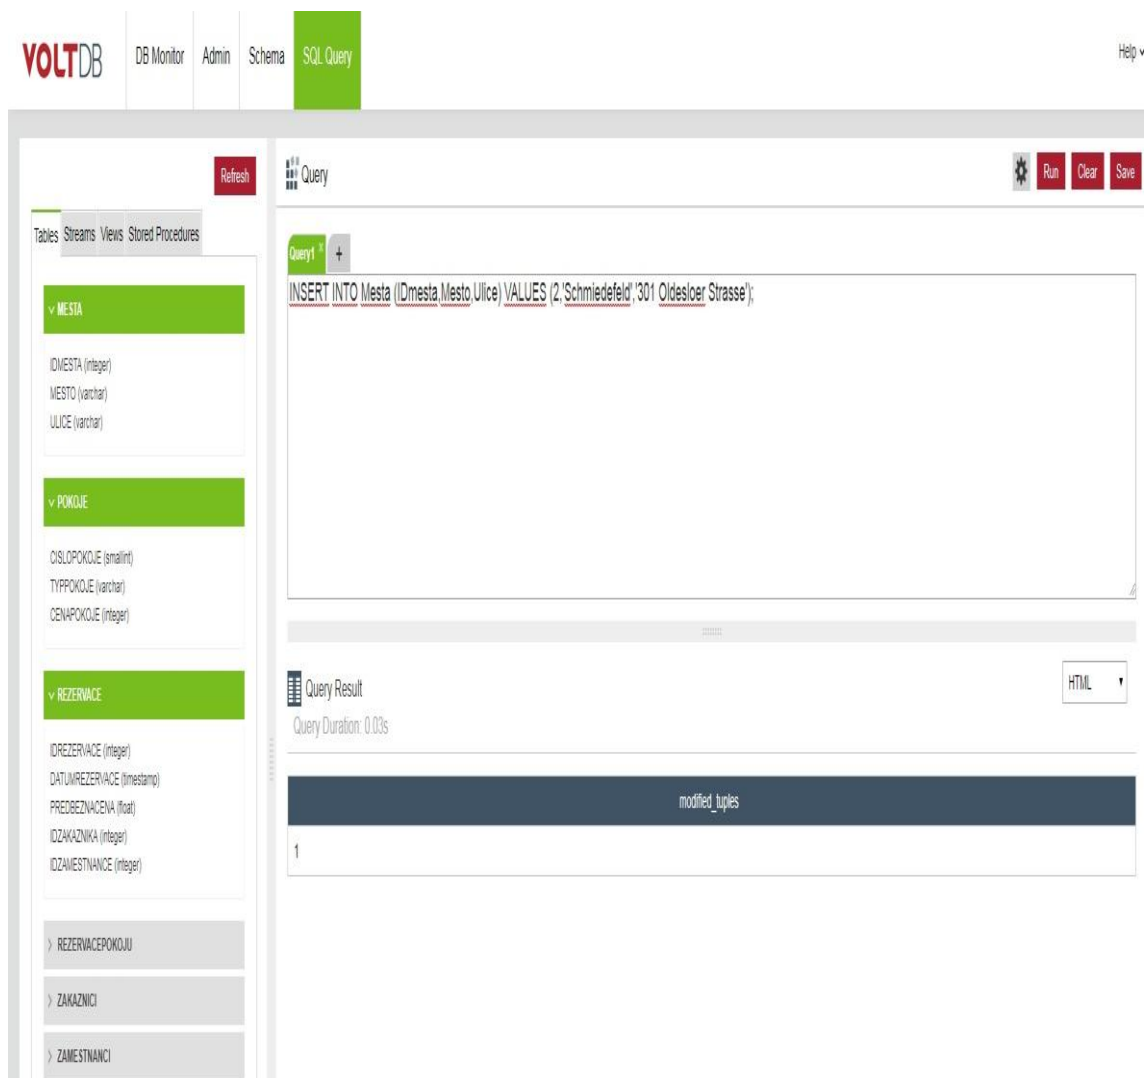 VOLTDB
DB Monitor
Admin
Schema
SQL Query
Help
Refresh
Tables
Streams
Views
Stored Procedures
MESTA
IDMESTA (integer)
MESTO (varchar)
ULICE (varchar)
POKOJE
CISLOPOKOJE (smallint)
TYPPOKOJE (varchar)
CENAPOKOJE (integer)
REZERVACE
IDREZERVACE (integer)
DATUMREZERVACE (timestamp)
PREDBEZNACENA (float)
IDZAKAZNIKA (integer)
IDZAMESTNANCE (integer)
REZERVACEPOKOJU
ZAKAZNICI
ZAMESTNANCI
Query
Run
Clear
Save
Query1 x
+
INSERT INTO Mesta (IDmesta,Mesto,Ulice) VALUES (2,'Schmiedefeld','301 Oldesloer Strasse');
Query Result
HTML
Query Duration: 0.03s
modified_tuples
1